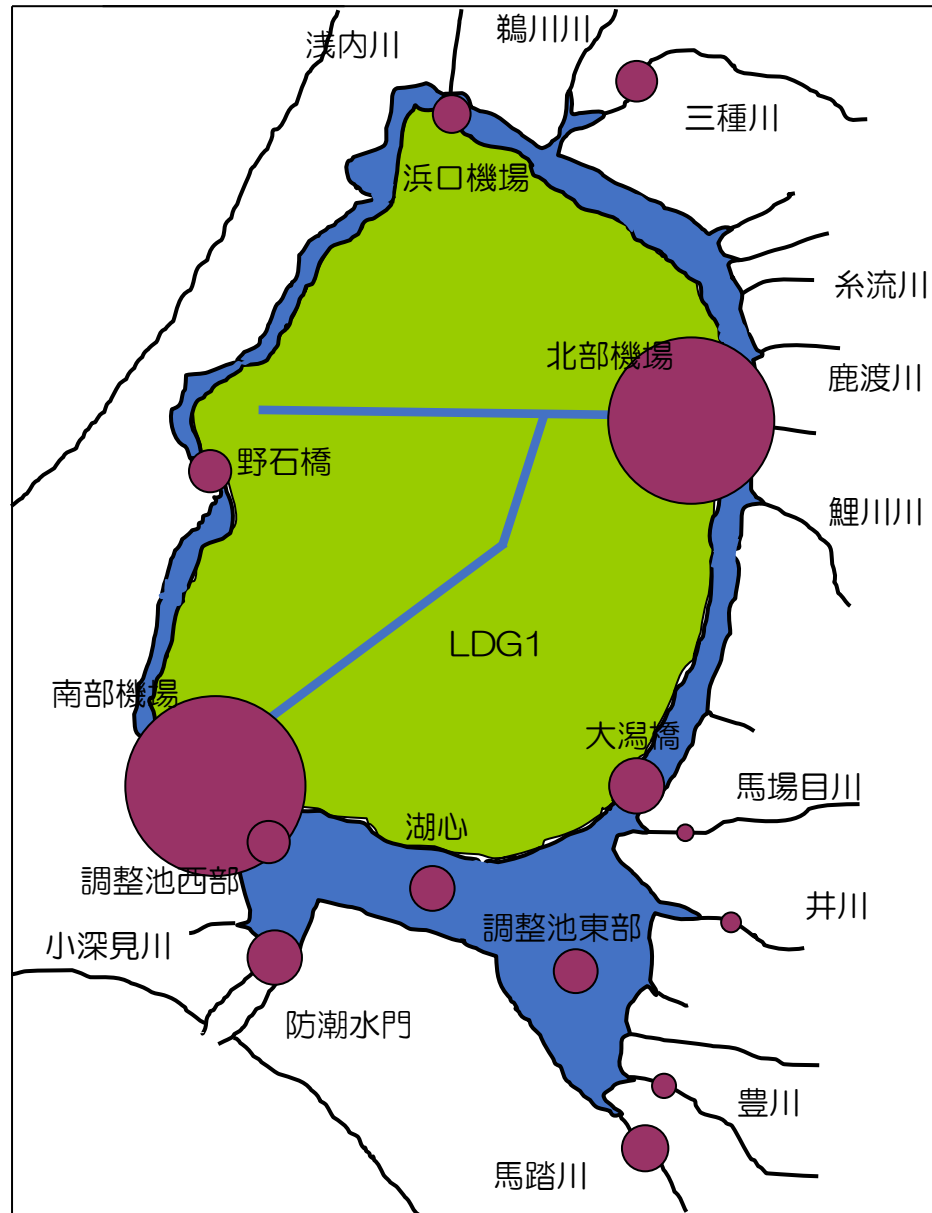 鵜川川
浅内川
三種川
浜口機場
糸流川
北部機場
鹿渡川
野石橋
鯉川川
LDG1
南部機場
大潟橋
馬場目川
湖心
調整池西部
井川
調整池東部
小深見川
防潮水門
豊川
馬踏川